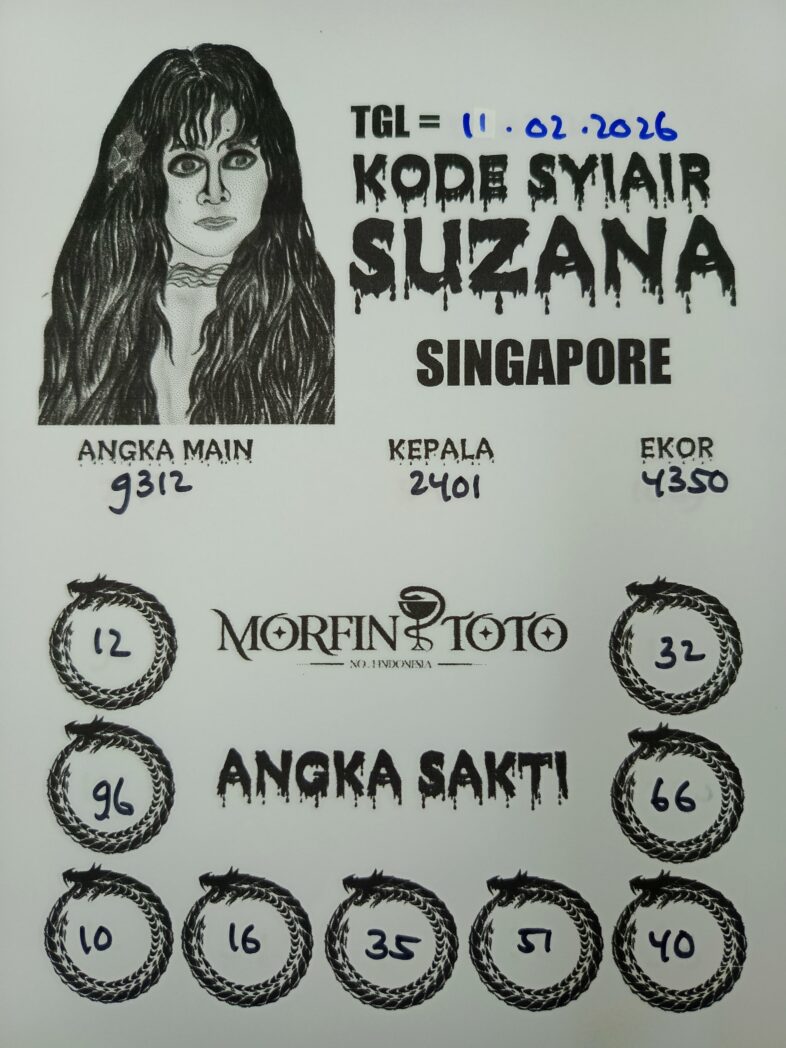 TGL = 11.02.2026
KODE SYIAIR
SUZANA
SINGAPORE
ANGKA MAIN KEPALA EKOR
9312 2401 4350
12 MORFIN TOTO 32
NO. 1 INDONESIA
96 ANGKA SAKTI 66
10 16 35 51 40